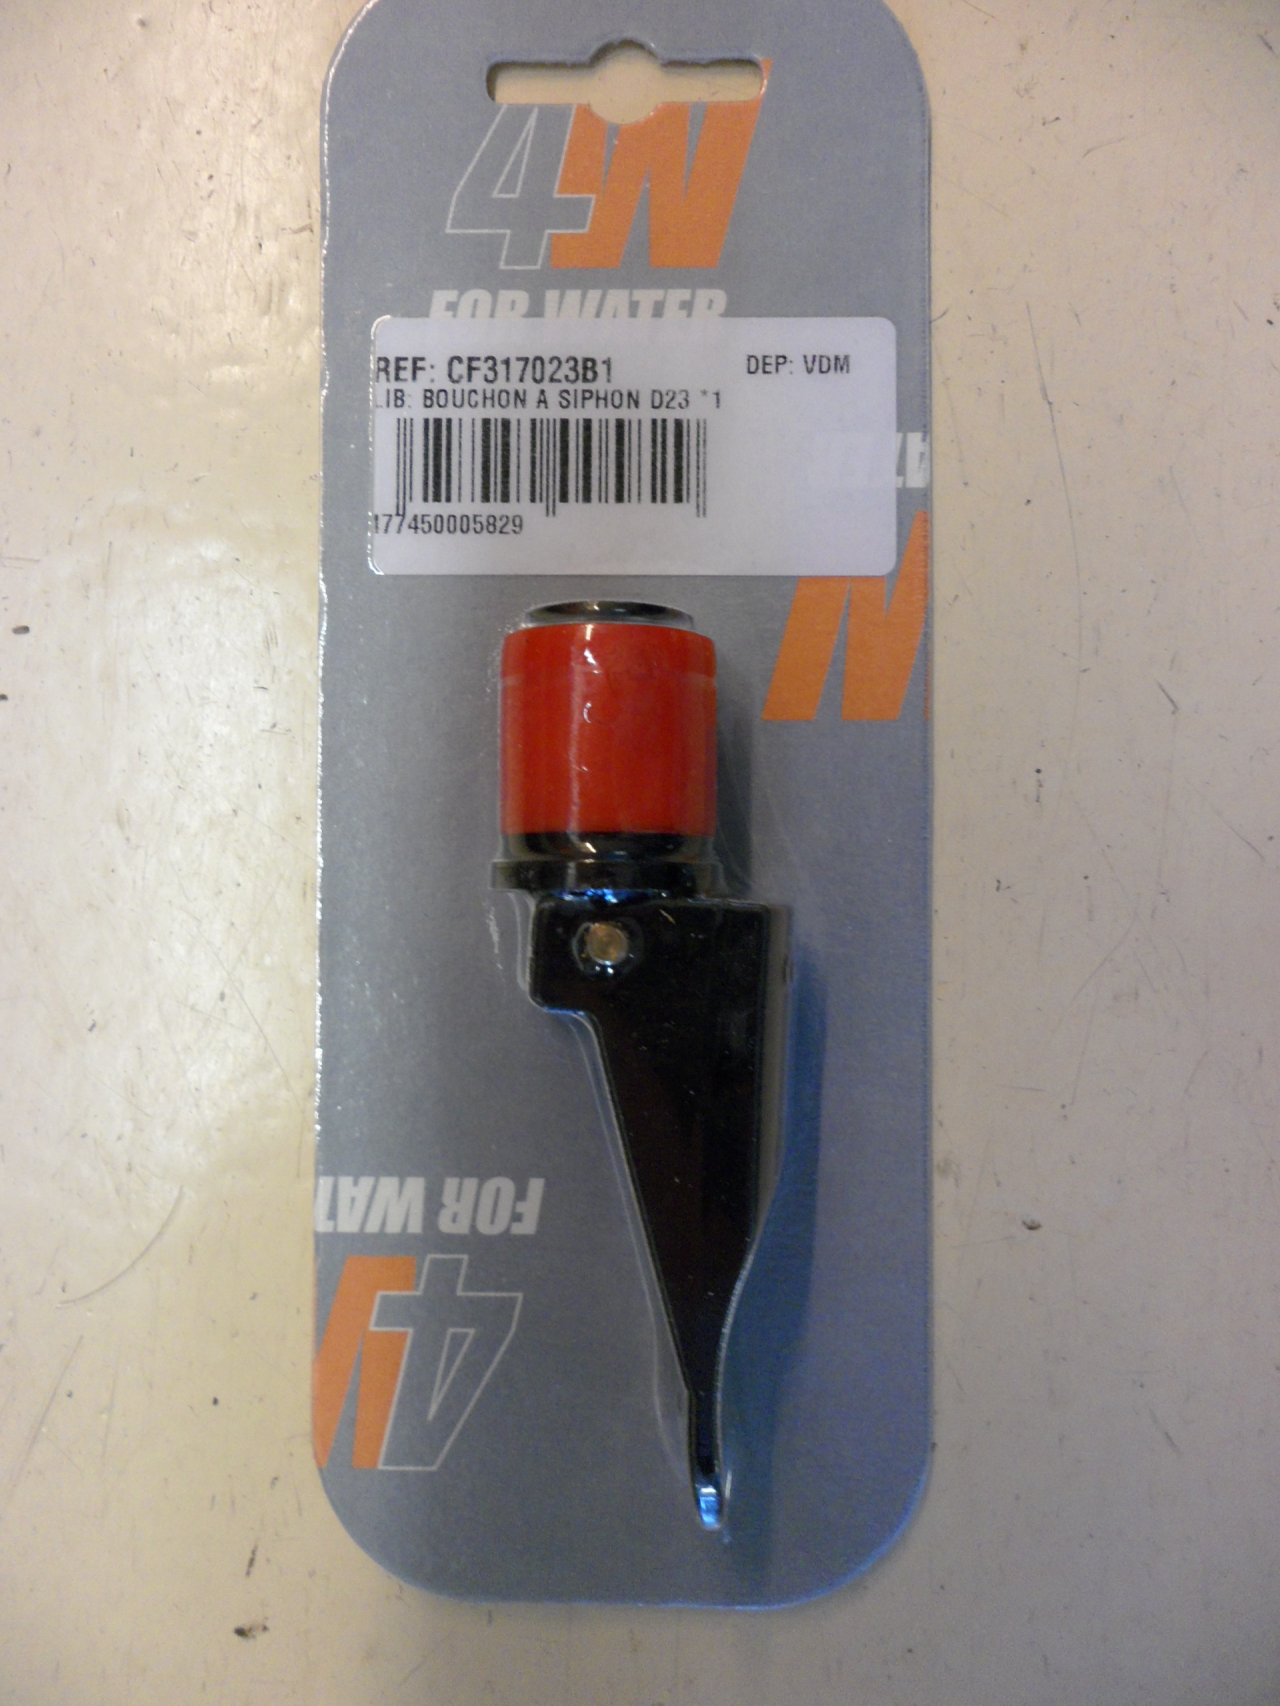 4W
FOR WATER
REF: CF317023B1 DEP: VDM
LIB: BOUCHON A SIPHON D23 *1
177450005829
FOR WAT
4W